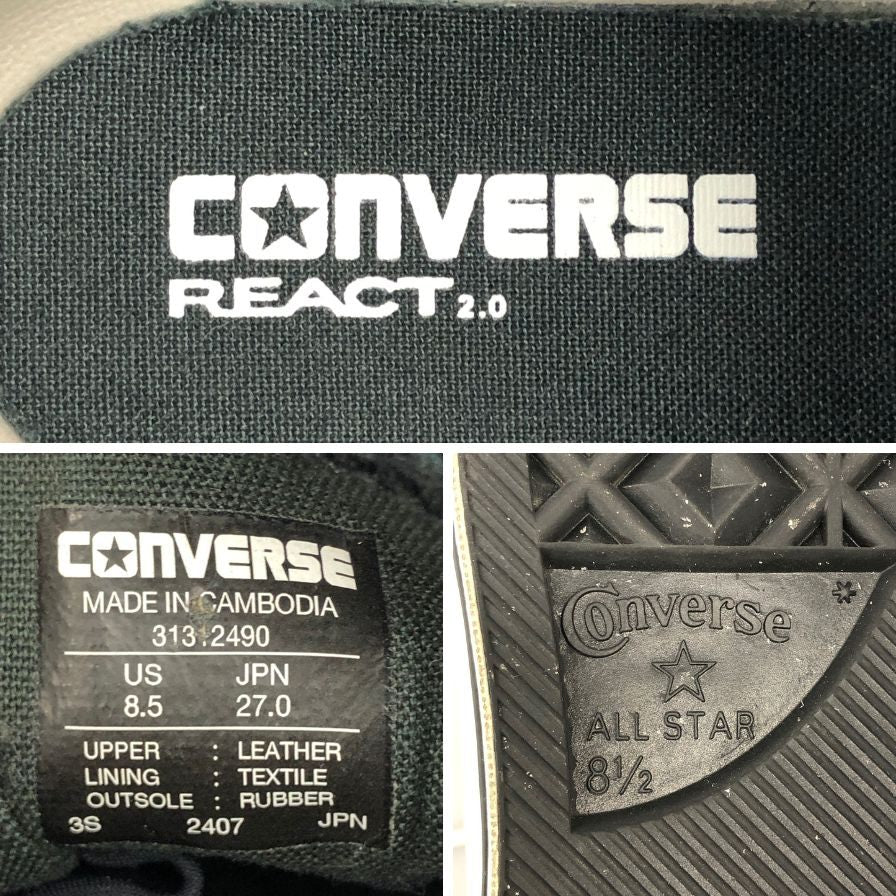 CONVERSE
REACT 2.0
CONVERSE
MADE IN CAMBODIA
US JPN
8.5 27.0
UPPER : LEATHER
LINING : TEXTILE
OUTSOLE : RUBBER
3S 2407 JPN
Converse
ALL STAR
8½